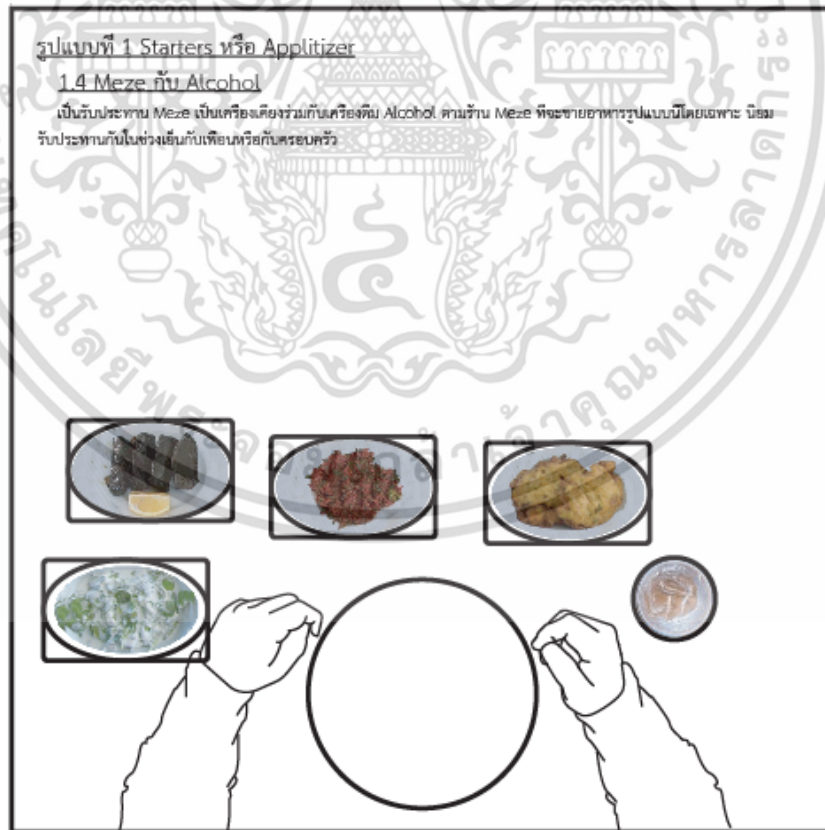 รูปแบบที่ 1 Starters หรือ Applitizer
1.4 Meze กับ Alcohol
เป็นรับประทาน Meze เป็นเครื่องเคียงร่วมกับเครื่องดื่ม Alcohol ตามร้าน Meze ที่จะขายอาหารรูปแบบนี้โดยเฉพาะ นิยม
รับประทานกันในช่วงเย็นกับเพื่อนหรือกับครอบครัว